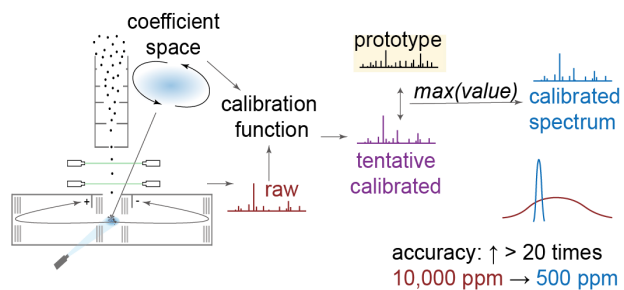 coefficient
space
prototype
calibration
function
max(value)
calibrated
spectrum
tentative
calibrated
raw
+
-
accuracy: ↑ > 20 times
10,000 ppm → 500 ppm